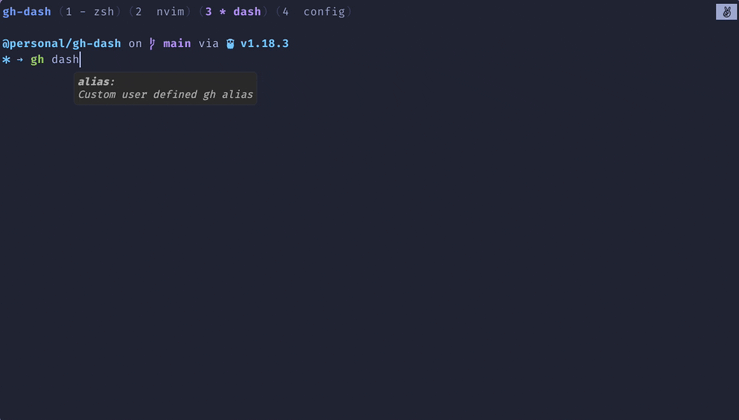 gh-dash (1 - zsh) (2  nvim) (3 * dash) (4  config)
@personal/gh-dash on main via v1.18.3
* → gh dash
alias:
Custom user defined gh alias